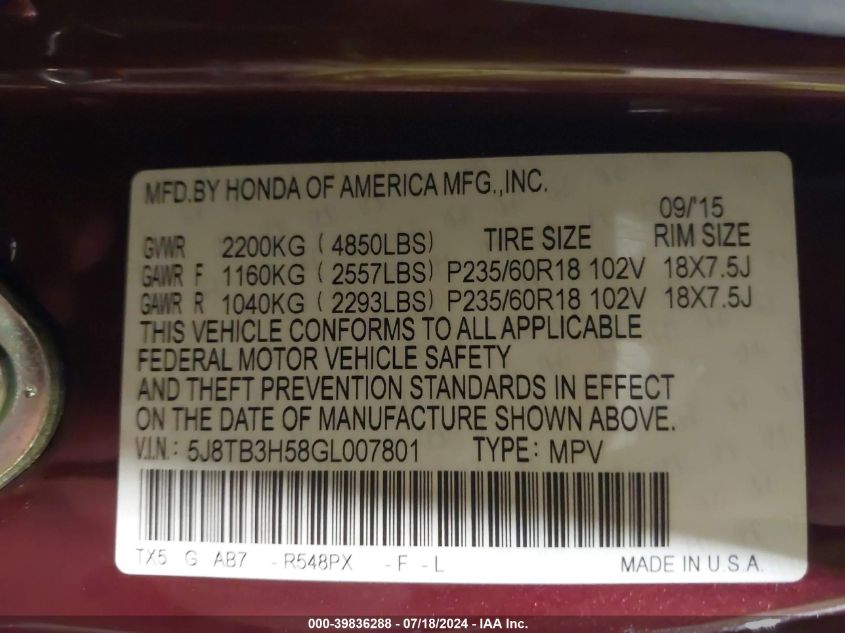 MFD.BY HONDA OF AMERICA MFG.,INC.
09/'15
GVWR 2200KG ( 4850LBS) TIRE SIZE RIM SIZE
GAWR F 1160KG ( 2557LBS) P235/60R18 102V 18X7.5J
GAWR R 1040KG ( 2293LBS) P235/60R18 102V 18X7.5J
THIS VEHICLE CONFORMS TO ALL APPLICABLE
FEDERAL MOTOR VEHICLE SAFETY
AND THEFT PREVENTION STANDARDS IN EFFECT
ON THE DATE OF MANUFACTURE SHOWN ABOVE.
V.I.N.: 5J8TB3H58GL007801 TYPE: MPV
TX5 G AB7 -R548PX -F -L MADE IN U.S.A.
000-39836288 - 07/18/2024 - IAA Inc.